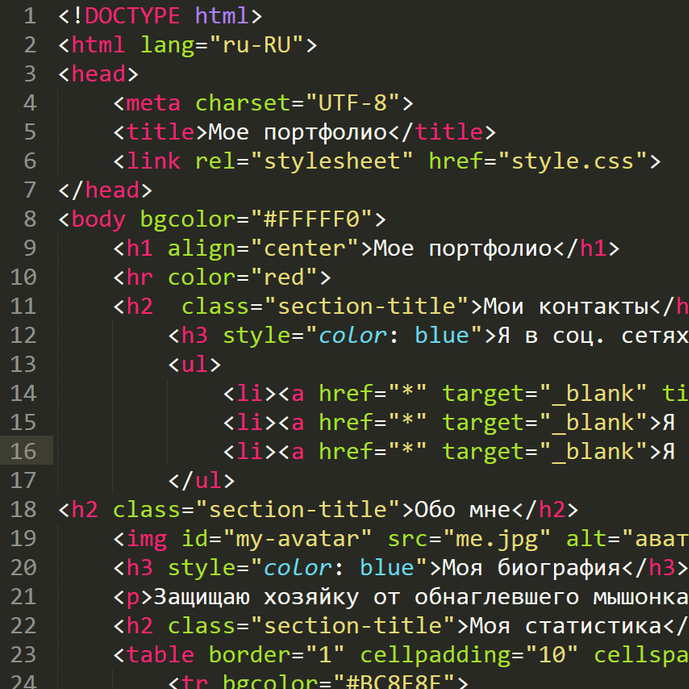 1 <!DOCTYPE html>
2 <html lang="ru-RU">
3 <head>
4     <meta charset="UTF-8">
5     <title>Мое портфолио</title>
6     <link rel="stylesheet" href="style.css">
7 </head>
8 <body bgcolor="#FFFFF0">
9     <h1 align="center">Мое портфолио</h1>
10     <hr color="red">
11     <h2  class="section-title">Мои контакты</h
12         <h3 style="color: blue">Я в соц. сетях
13         <ul>
14             <li><a href="*" target="_blank" ti
15             <li><a href="*" target="_blank">Я
16             <li><a href="*" target="_blank">Я
17         </ul>
18 <h2 class="section-title">Обо мне</h2>
19     <img id="my-avatar" src="me.jpg" alt="ават
20     <h3 style="color: blue">Моя биография</h3>
21     <p>Защищаю хозяйку от обнаглевшего мышонка
22     <h2 class="section-title">Моя статистика</
23     <table border="1" cellpadding="10" cellspa
24         <tr bgcolor="#BC8F8F">